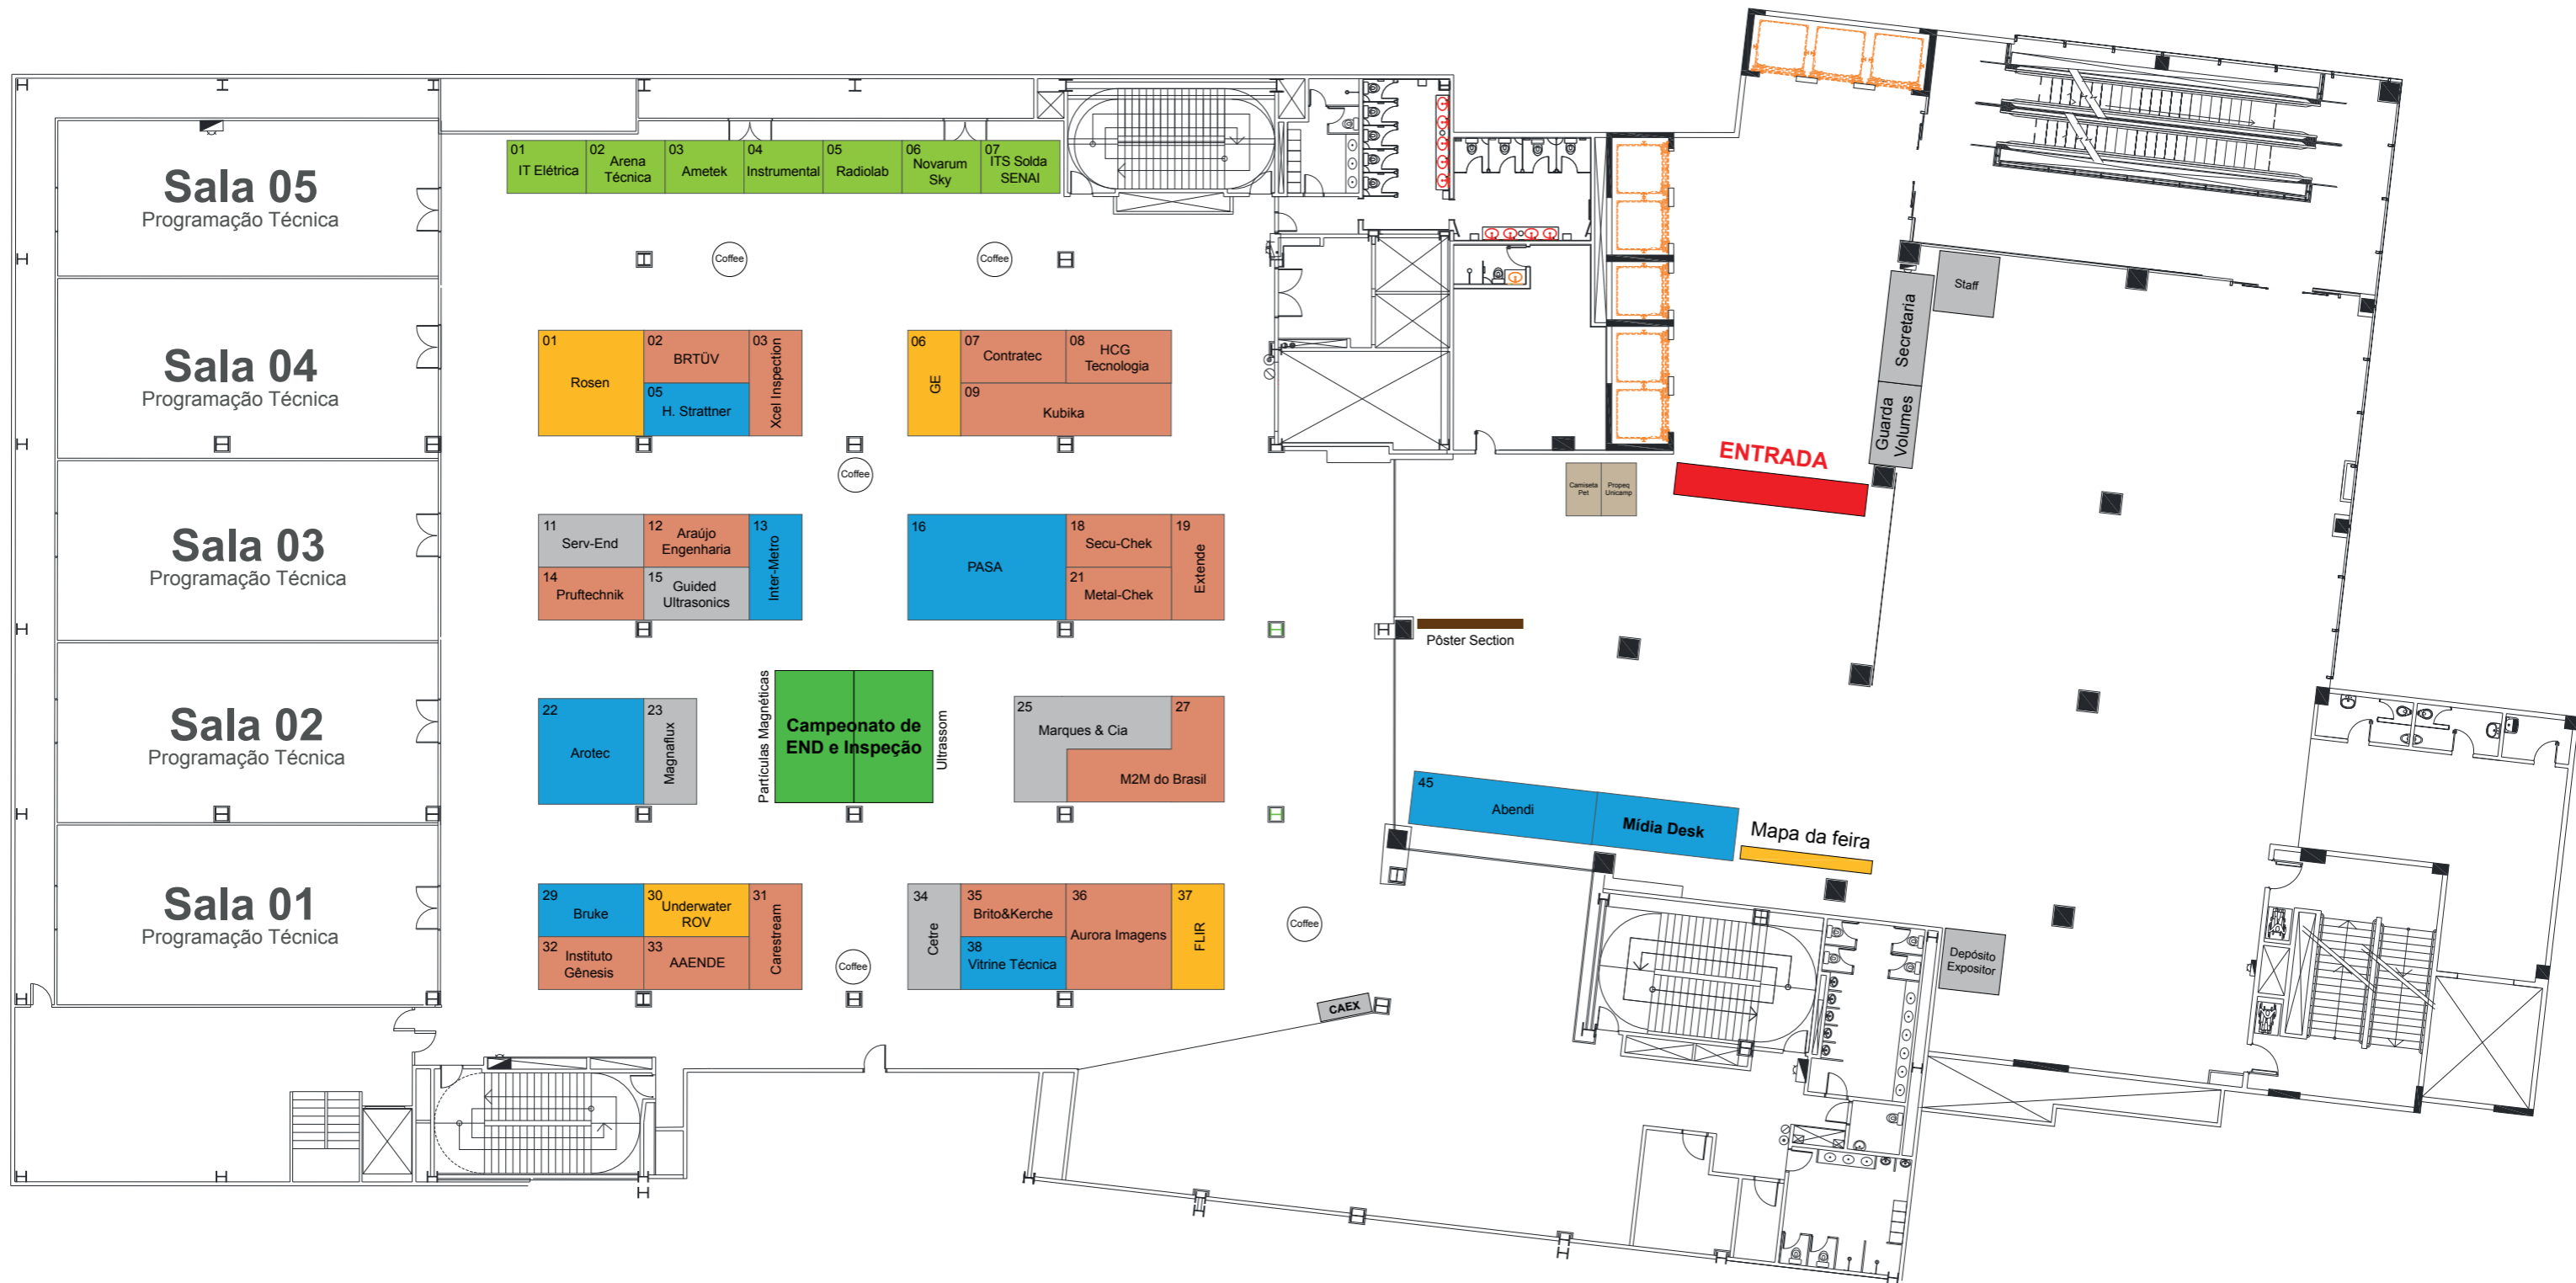 Sala 05
Programação Técnica
Sala 04
Programação Técnica
Sala 03
Programação Técnica
Sala 02
Programação Técnica
Sala 01
Programação Técnica
01
IT Elétrica
02
Arena
Técnica
03
Ametek
04
Instrumental
05
Radiolab
06
Novarum
Sky
07
ITS Solda
SENAI
Coffee
Coffee
01
Rosen
02
BRTÜV
03
Xcel Inspection
05
H. Strattner
06
GE
07
Contratec
08
HCG
Tecnologia
09
Kubika
Coffee
11
Serv-End
12
Araújo
Engenharia
13
Inter-Metro
14
Pruftechnik
15
Guided
Ultrasonics
16
PASA
18
Secu-Chek
19
Extende
21
Metal-Chek
22
Arotec
23
Magnaflux
Partículas Magnéticas
Campeonato de
END e Inspeção
Ultrassom
25
Marques & Cia
27
M2M do Brasil
29
Bruke
30
Underwater
ROV
31
Carestream
32
Instituto
Gênesis
33
AAENDE
Coffee
34
Cetre
35
Brito&Kerche
36
Aurora Imagens
37
FLIR
38
Vitrine Técnica
Coffee
CAEX
Staff
Secretaria
Guarda
Volumes
ENTRADA
Camiseta
Pet
Propeq
Unicamp
Pôster Section
45
Abendi
Mídia Desk
Mapa da feira
Depósito
Expositor